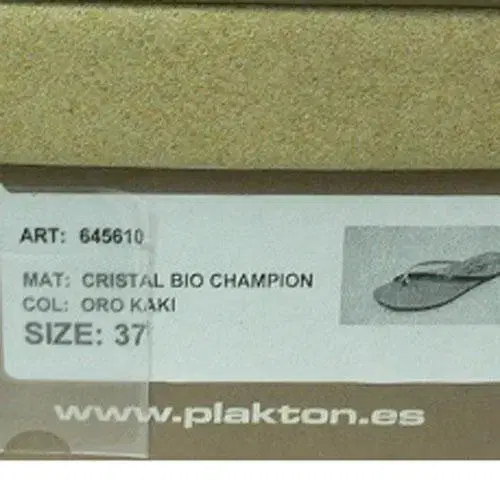 ART: 645610
MAT: CRISTAL BIO CHAMPION
COL: ORO KAKI
SIZE: 37
www.plakton.es